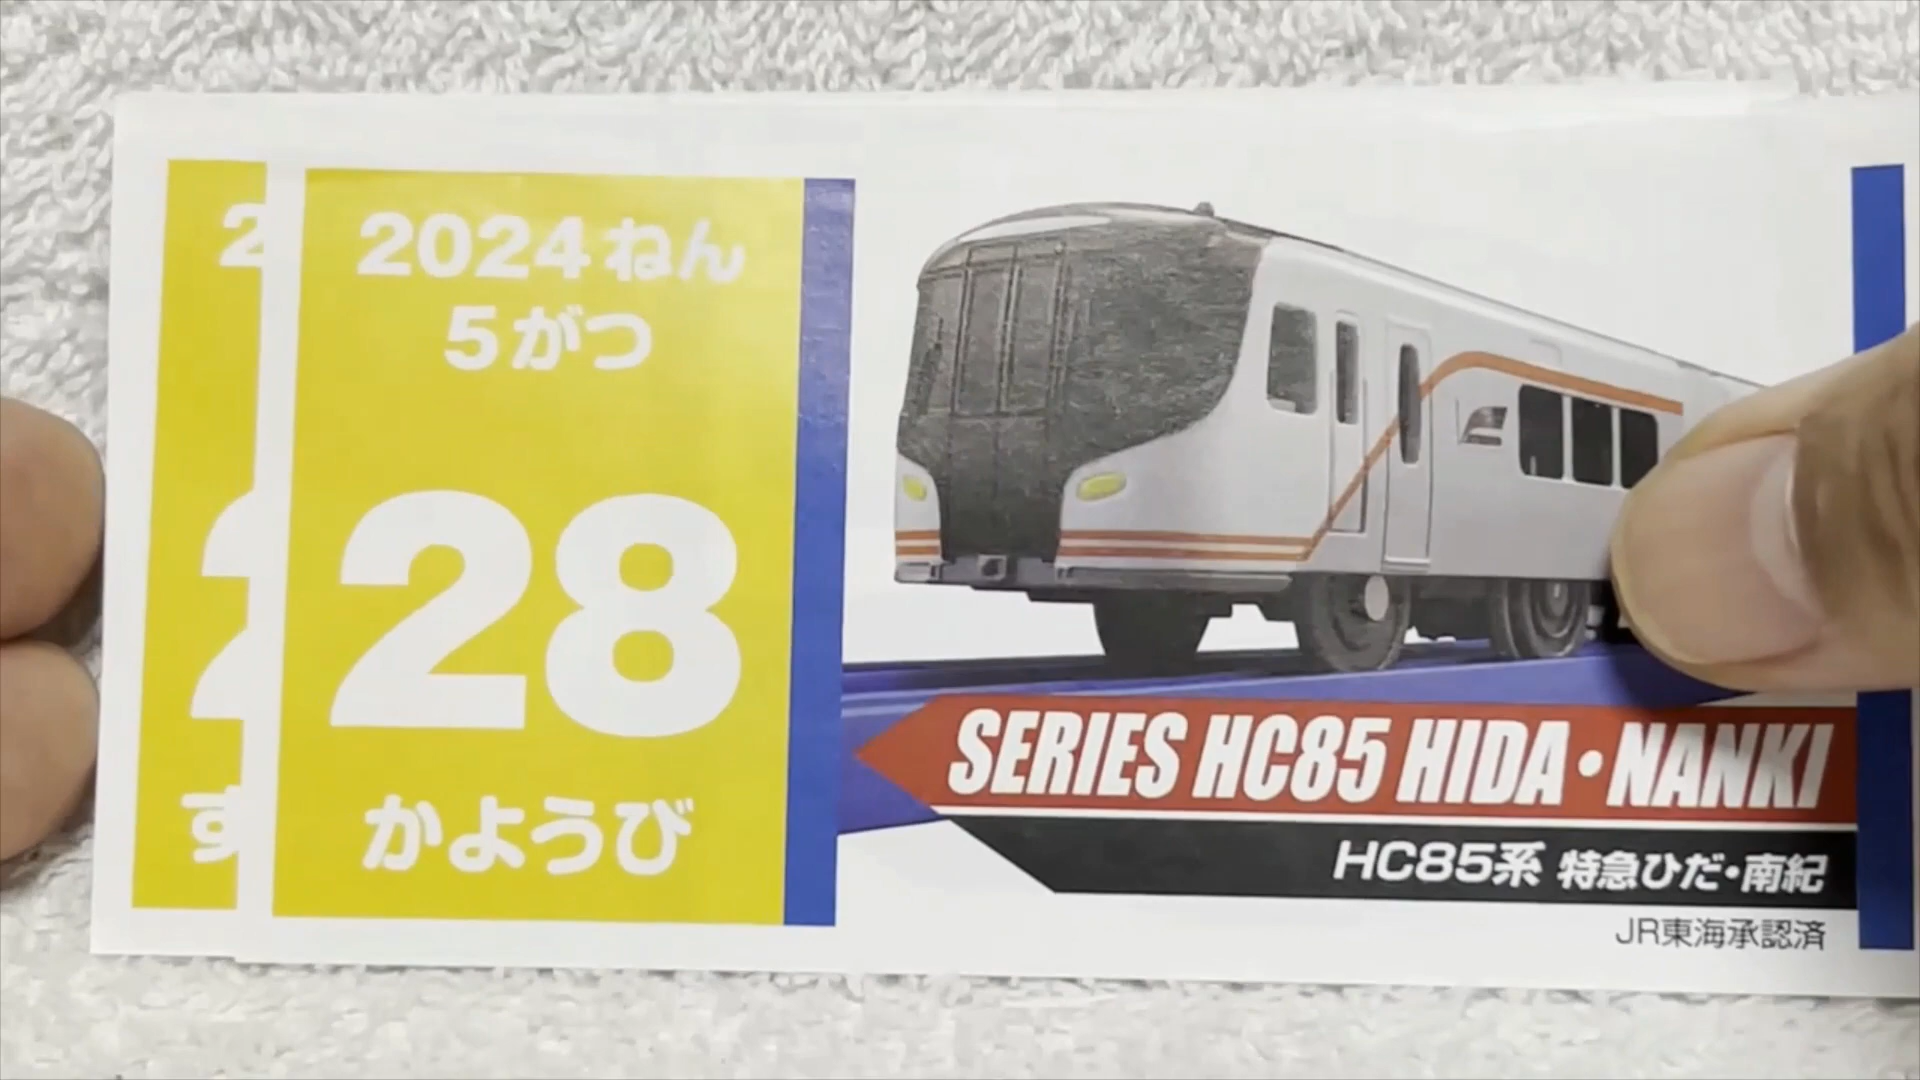 2024ねん
5がつ
28
かようび
SERIES HC85 HIDA・NANKI
HC85系 特急ひだ・南紀
JR東海承認済